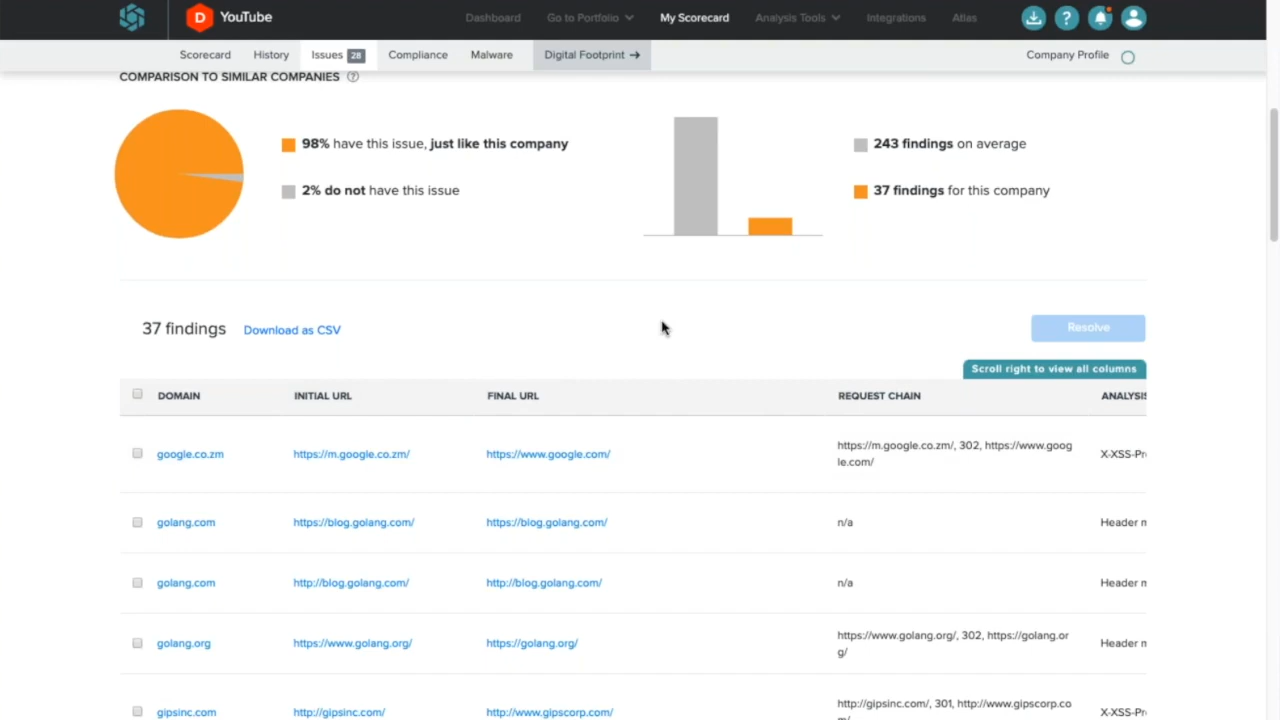 D YouTube Dashboard Go to Portfolio My Scorecard Analysis Tools Integrations Atlas ?
Scorecard History Issues 28 Compliance Malware Digital Footprint → Company Profile
COMPARISON TO SIMILAR COMPANIES ?
98% have this issue, just like this company
2% do not have this issue
243 findings on average
37 findings for this company
37 findings Download as CSV Resolve
Scroll right to view all columns
DOMAIN INITIAL URL FINAL URL REQUEST CHAIN ANALYSIS
google.co.zm https://m.google.co.zm/ https://www.google.com/ https://m.google.co.zm/, 302, https://www.goog
le.com/ X-XSS-Pr
golang.com https://blog.golang.com/ https://blog.golang.com/ n/a Header m
golang.com http://blog.golang.com/ http://blog.golang.com/ n/a Header m
golang.org https://www.golang.org/ https://golang.org/ https://www.golang.org/, 302, https://golang.or
g/ Header m
gipsinc.com http://gipsinc.com/ http://www.gipscorp.com/ http://gipsinc.com/, 301, http://www.gipscorp.co
m/ X-XSS-Pr